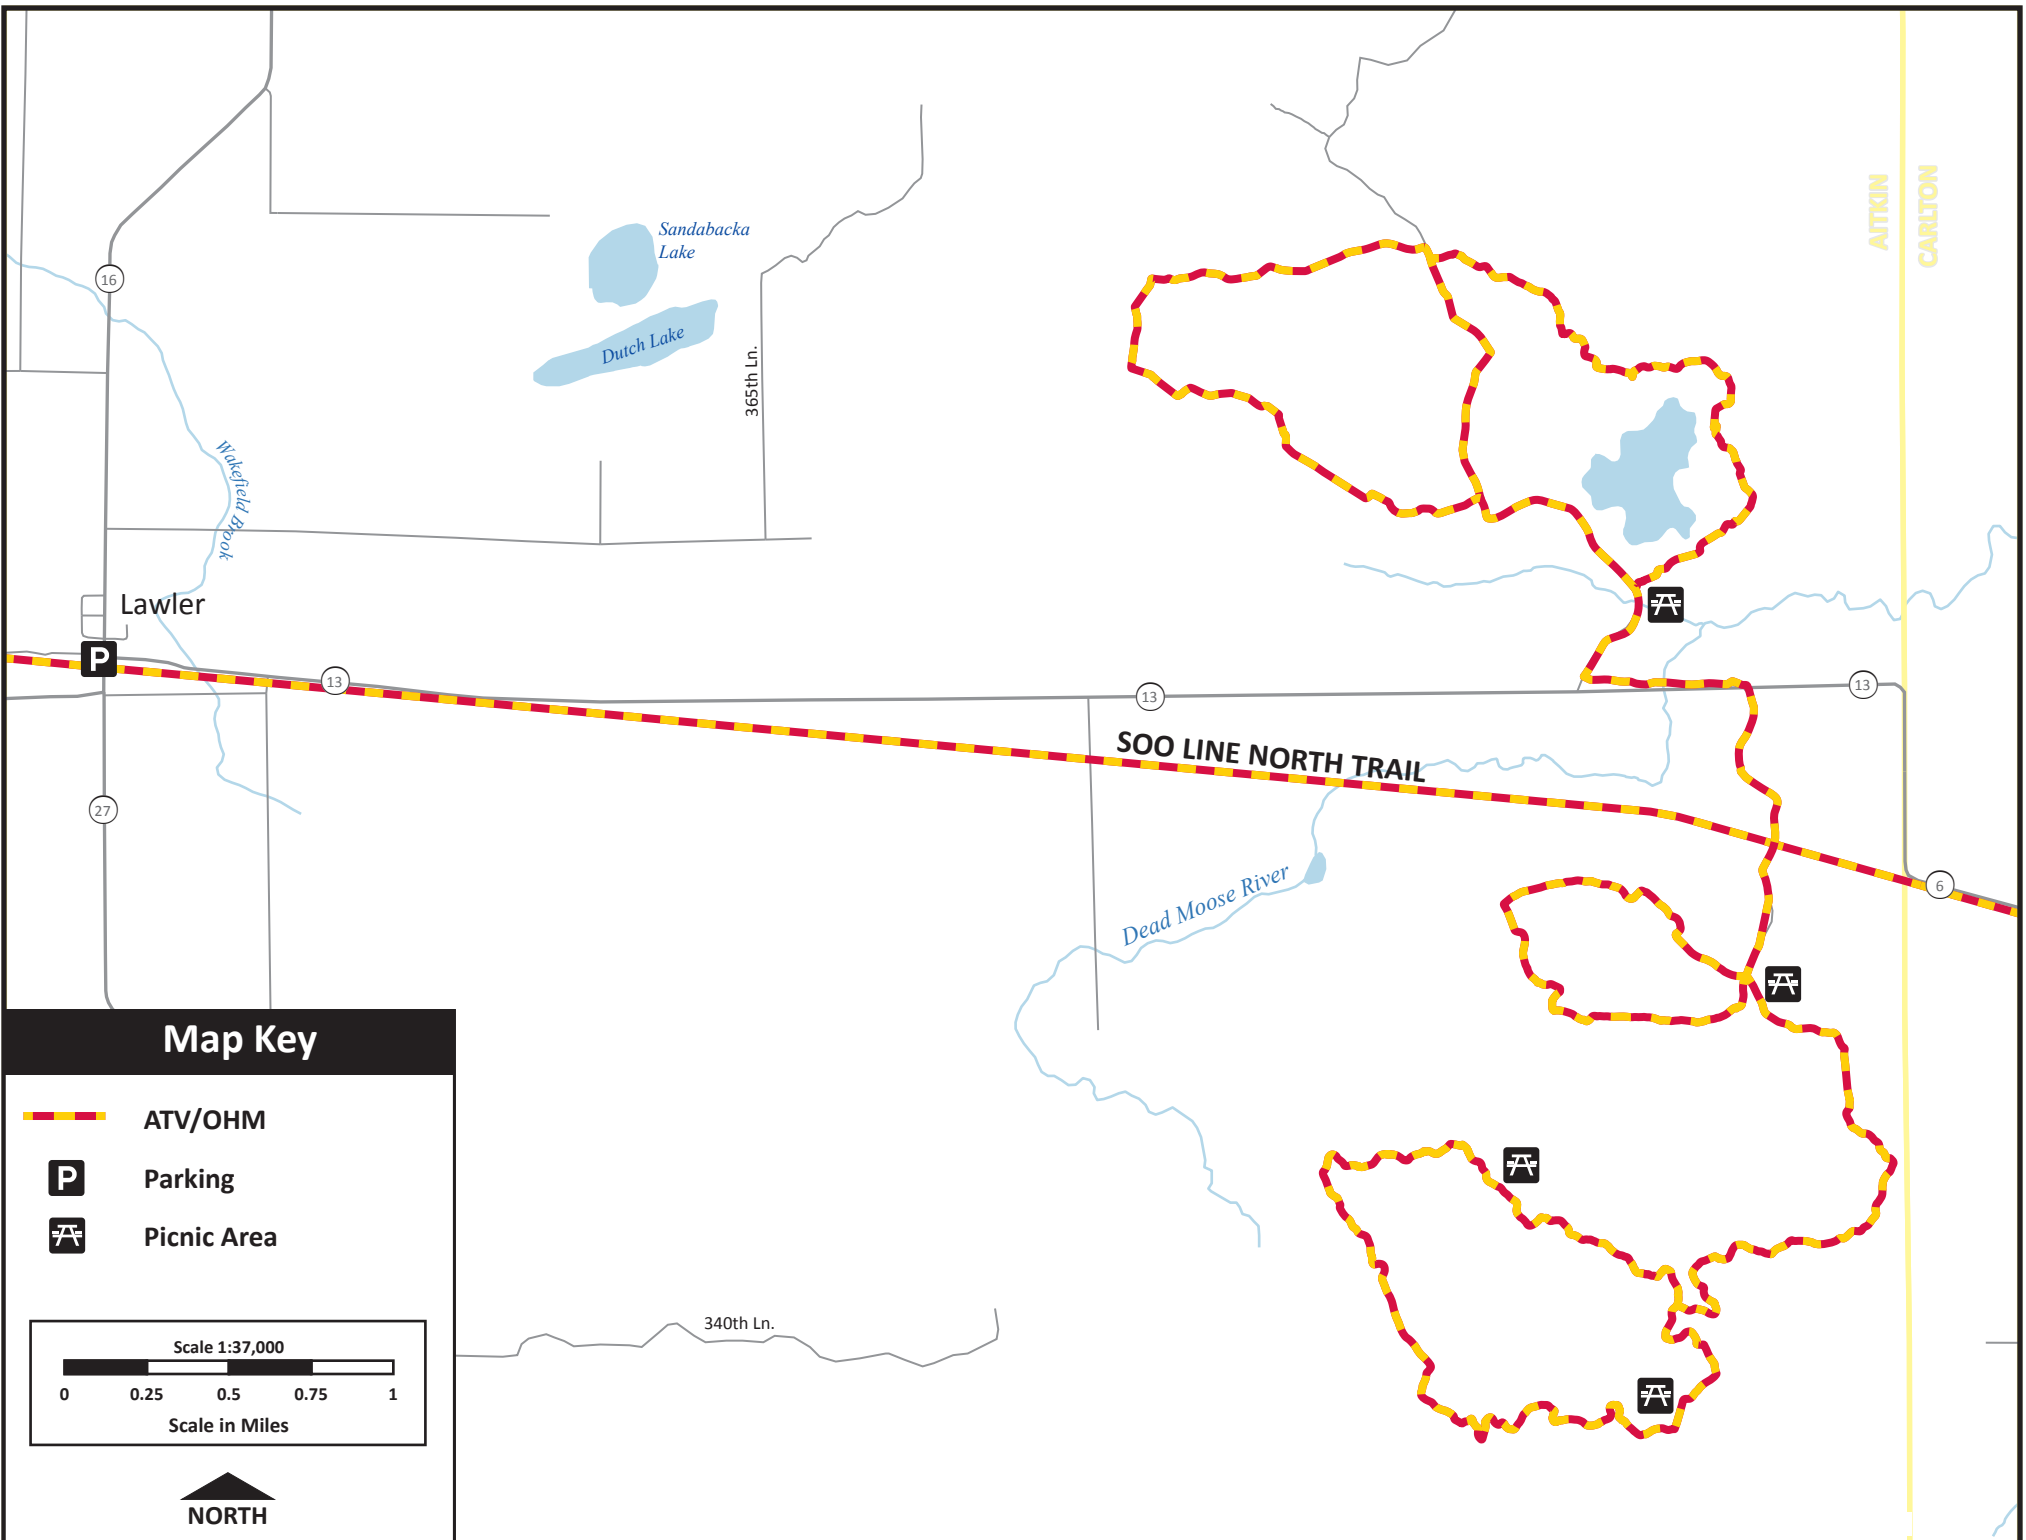 AITKIN
CARLTON
Sandabacka
Lake
16
Dutch Lake
365th Ln.
Wakefield Brook
Lawler
P
13
13
13
SOO LINE NORTH TRAIL
27
Dead Moose River
6
Map Key
ATV/OHM
P
Parking
Picnic Area
340th Ln.
Scale 1:37,000
0 0.25 0.5 0.75 1
Scale in Miles
NORTH